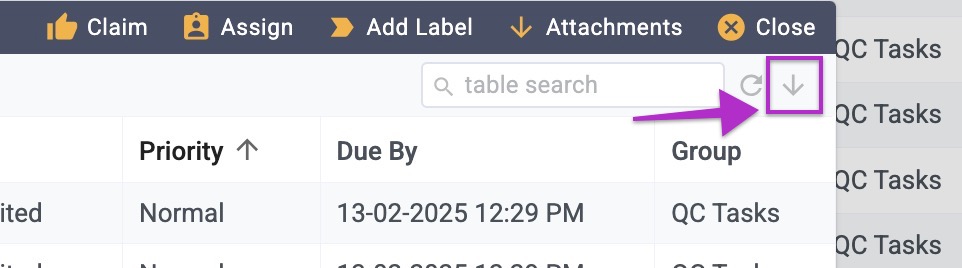 Claim Assign Add Label Attachments Close
QC Tasks
table search
QC Tasks
Priority Due By Group
QC Tasks
ited Normal 13-02-2025 12:29 PM QC Tasks
QC Tasks